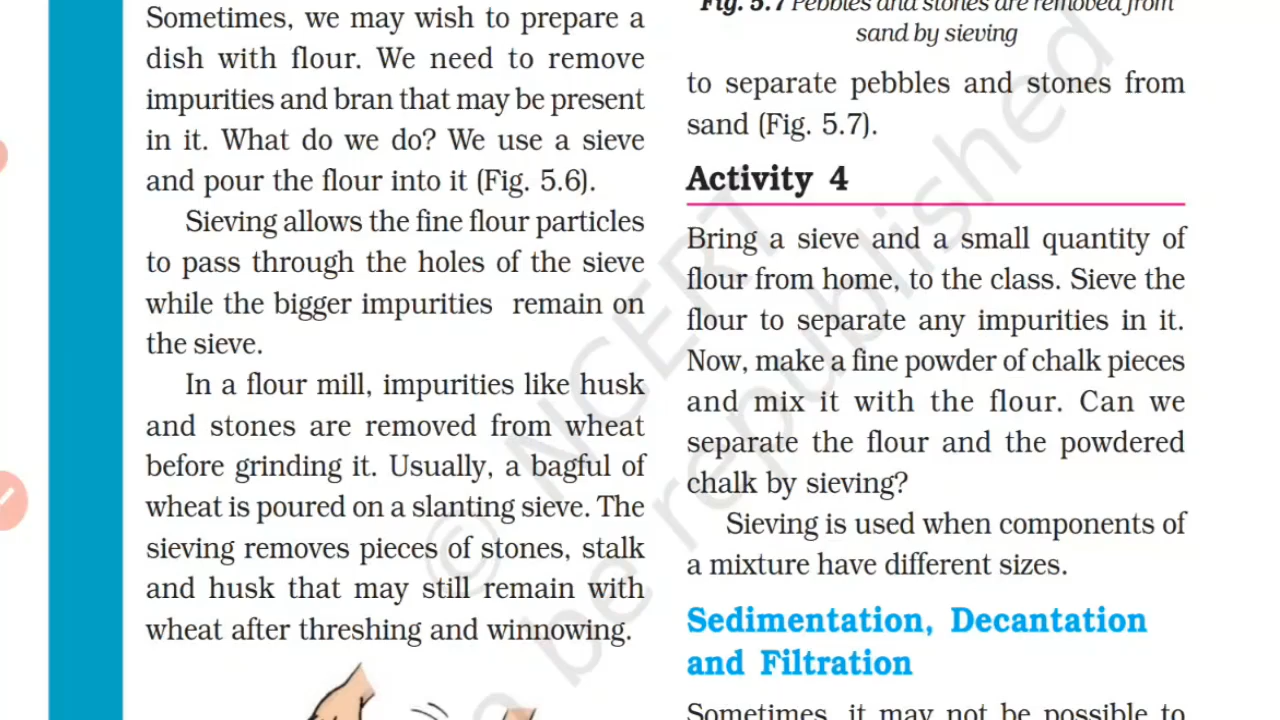 Sometimes, we may wish to prepare a
dish with flour. We need to remove
impurities and bran that may be present
in it. What do we do? We use a sieve
and pour the flour into it (Fig. 5.6).
Sieving allows the fine flour particles
to pass through the holes of the sieve
while the bigger impurities remain on
the sieve.
In a flour mill, impurities like husk
and stones are removed from wheat
before grinding it. Usually, a bagful of
wheat is poured on a slanting sieve. The
sieving removes pieces of stones, stalk
and husk that may still remain with
wheat after threshing and winnowing.
Fig. 5.7 Pebbles and stones are removed from
sand by sieving
to separate pebbles and stones from
sand (Fig. 5.7).
Activity 4
Bring a sieve and a small quantity of
flour from home, to the class. Sieve the
flour to separate any impurities in it.
Now, make a fine powder of chalk pieces
and mix it with the flour. Can we
separate the flour and the powdered
chalk by sieving?
Sieving is used when components of
a mixture have different sizes.
Sedimentation, Decantation
and Filtration
Sometimes, it may not be possible to
© NCERT
be republished